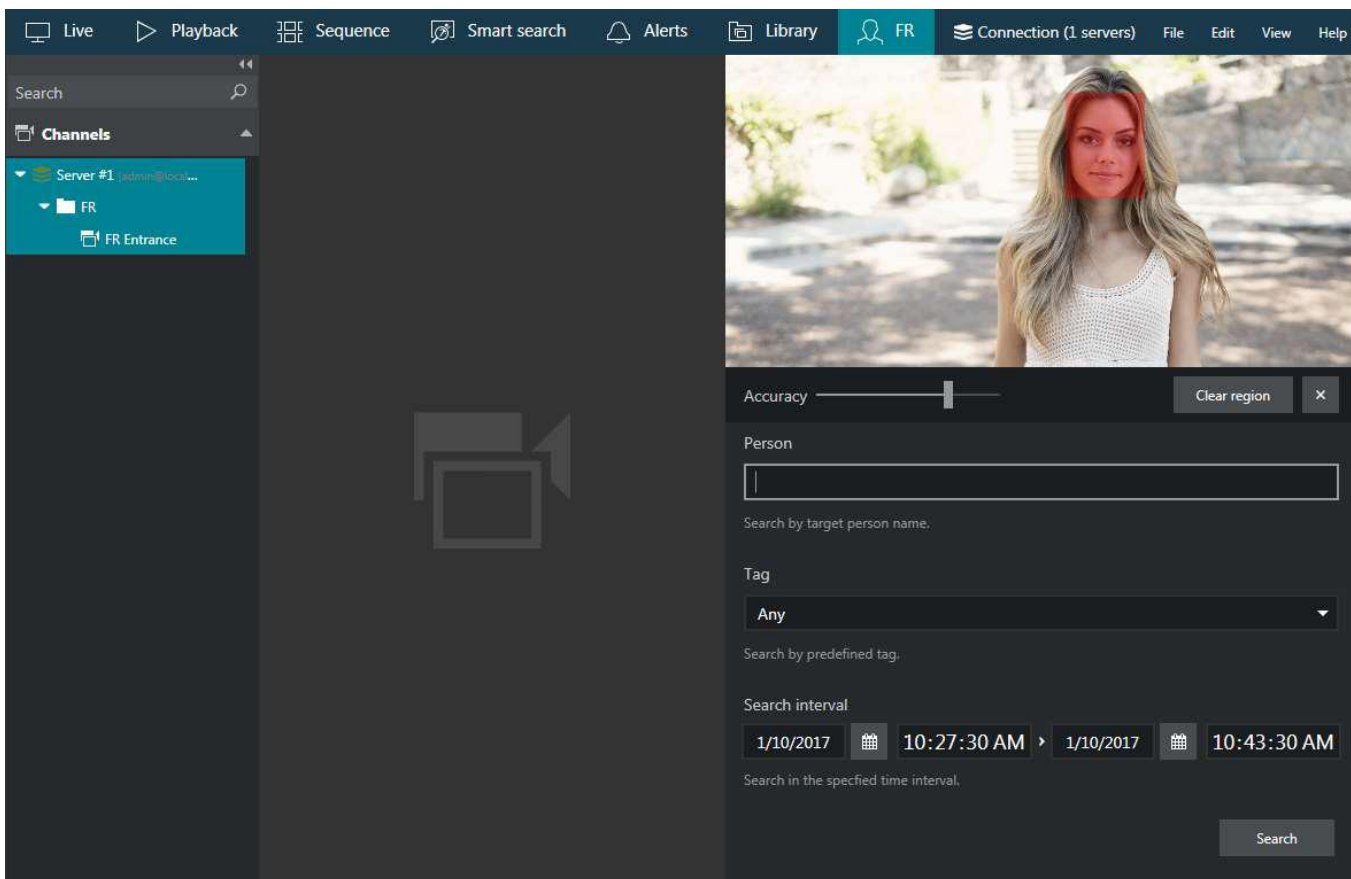 Live Playback Sequence Smart search Alerts Library FR Connection (1 servers) File Edit View Help
Search
Channels
Server #1 (admin@local...
FR
FR Entrance
Accuracy Clear region
Person
Search by target person name.
Tag
Any
Search by predefined tag.
Search interval
1/10/2017 10:27:30 AM 1/10/2017 10:43:30 AM
Search in the specfied time interval.
Search